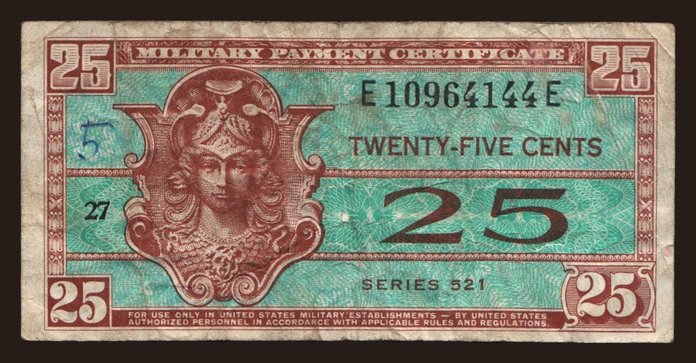 25 MILITARY PAYMENT CERTIFICATE 25
E10964144E
5
TWENTY-FIVE CENTS
27
25
SERIES 521
25 25
FOR USE ONLY IN UNITED STATES MILITARY ESTABLISHMENTS — BY UNITED STATES
AUTHORIZED PERSONNEL IN ACCORDANCE WITH APPLICABLE RULES AND REGULATIONS.